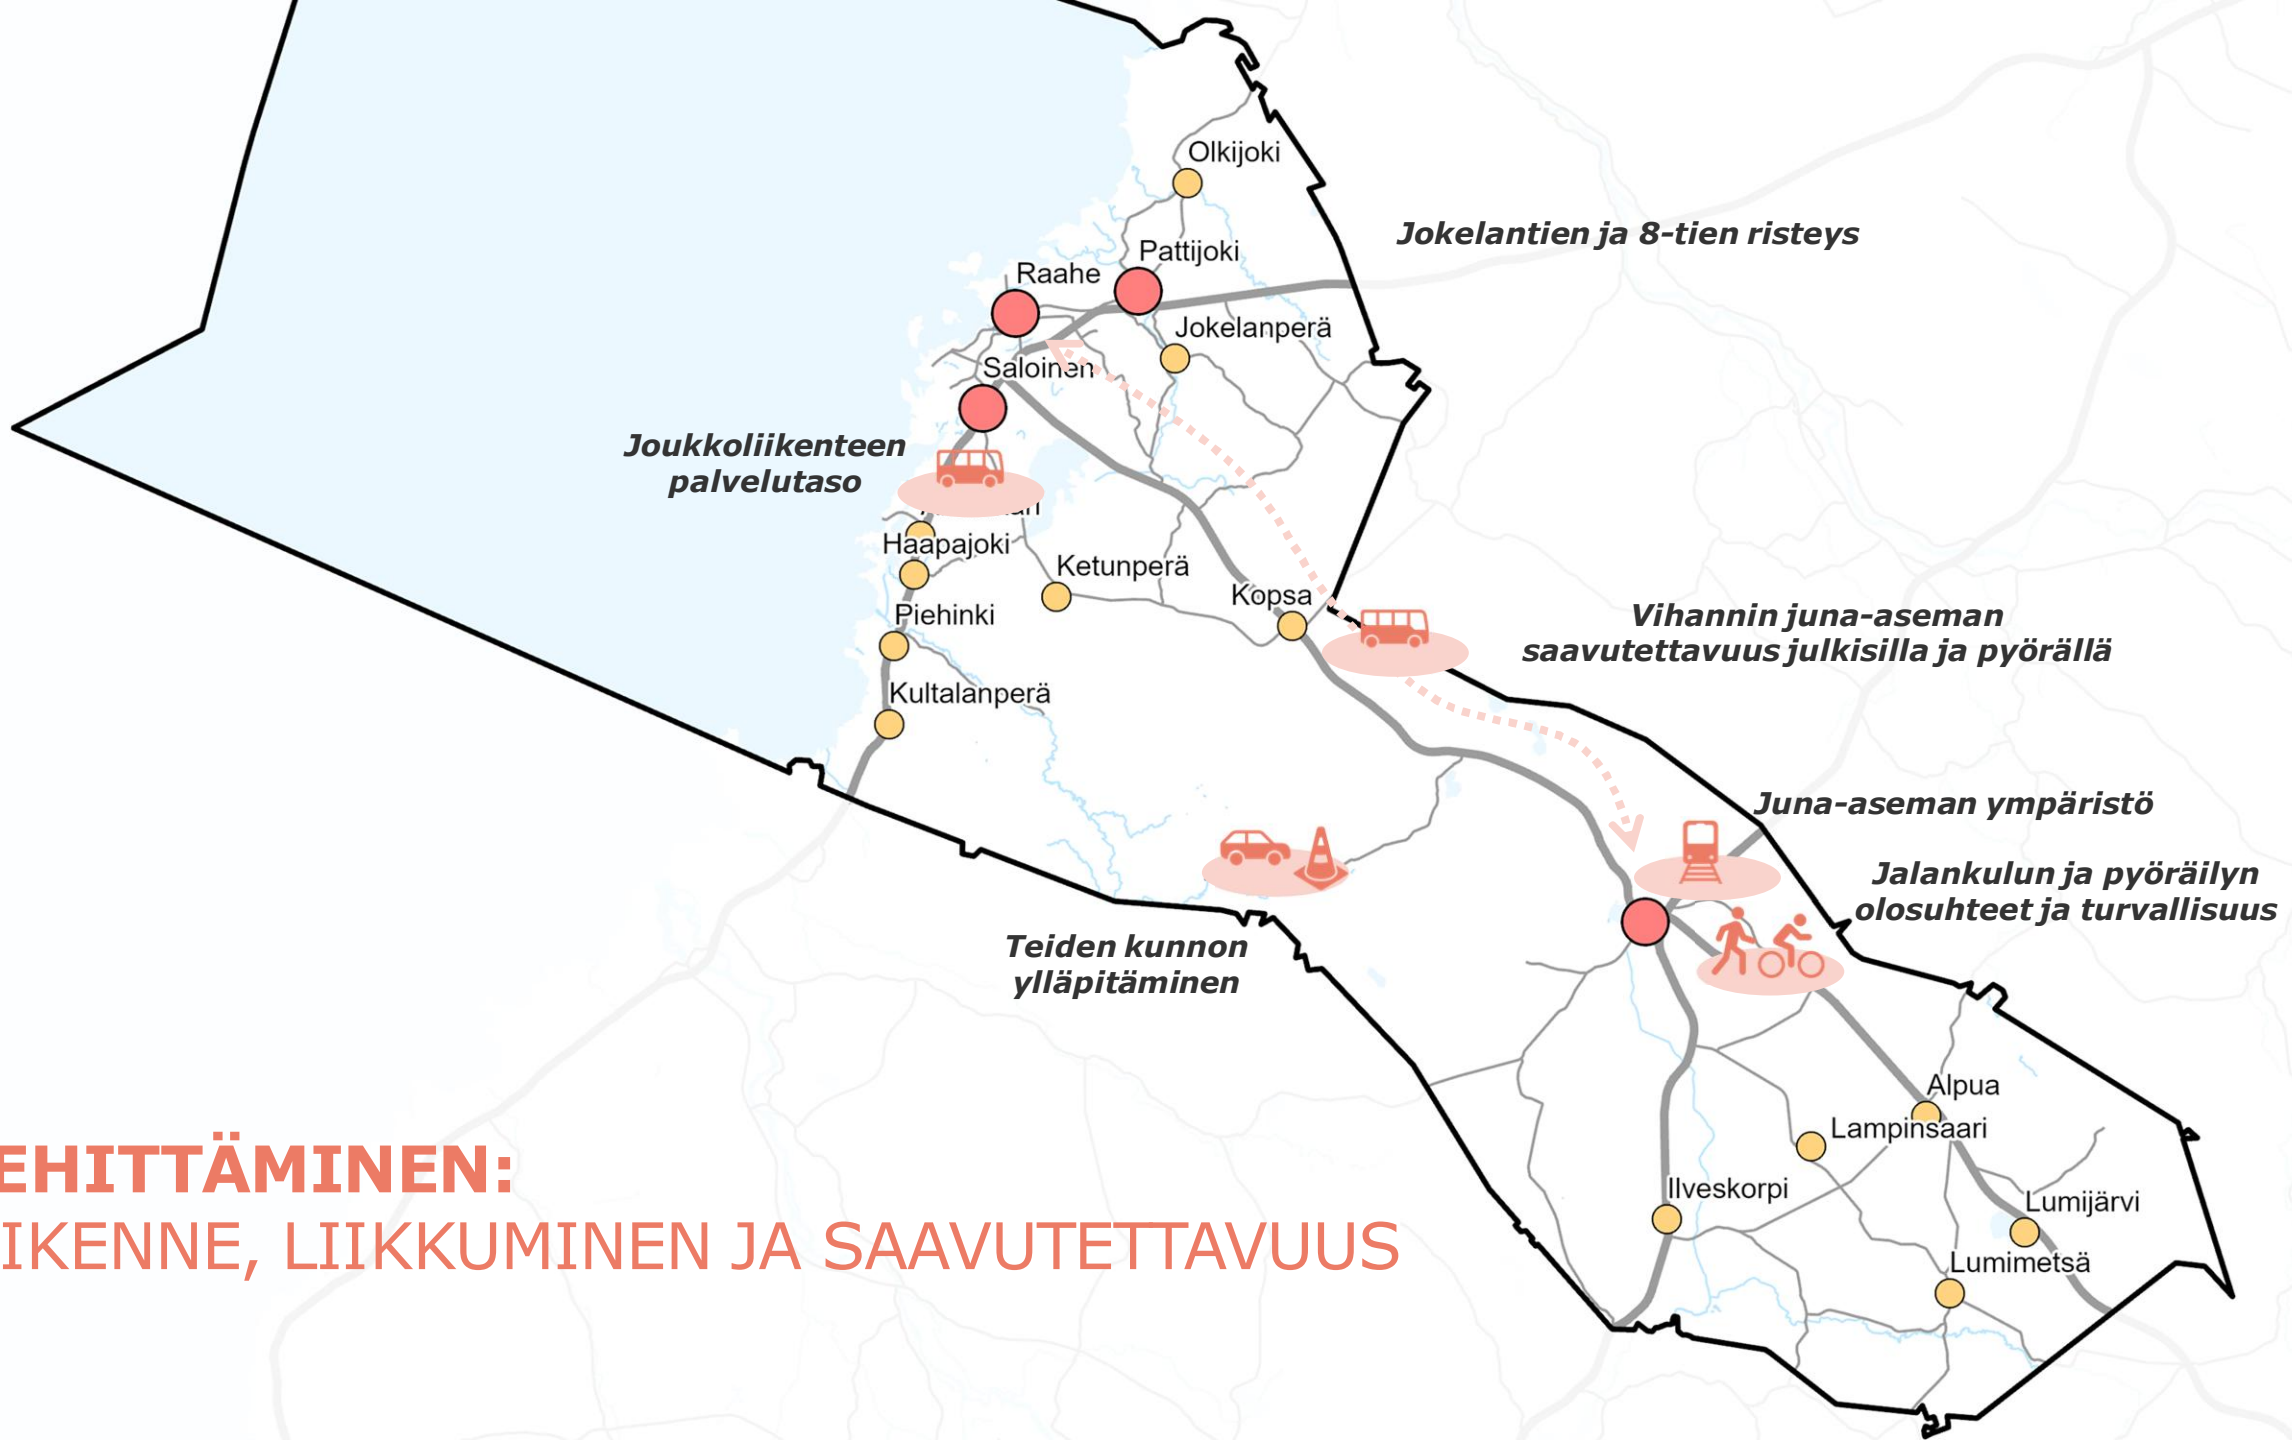 Olkijoki
Jokelantien ja 8-tien risteys
Pattijoki
Raahe
Jokelanperä
Saloinen
Joukkoliikenteen
palvelutaso
Haapajoki
Ketunperä
Kopsa
Piehinki
Vihannin juna-aseman
saavutettavuus julkisilla ja pyörällä
Kultalanperä
Juna-aseman ympäristö
Jalankulun ja pyöräilyn
olosuhteet ja turvallisuus
Teiden kunnon
ylläpitäminen
Alpua
Lampinsaari
Ilveskorpi
Lumijärvi
Lumimetsä
EHITTÄMINEN:
IIKENNE, LIIKKUMINEN JA SAAVUTETTAVUUS